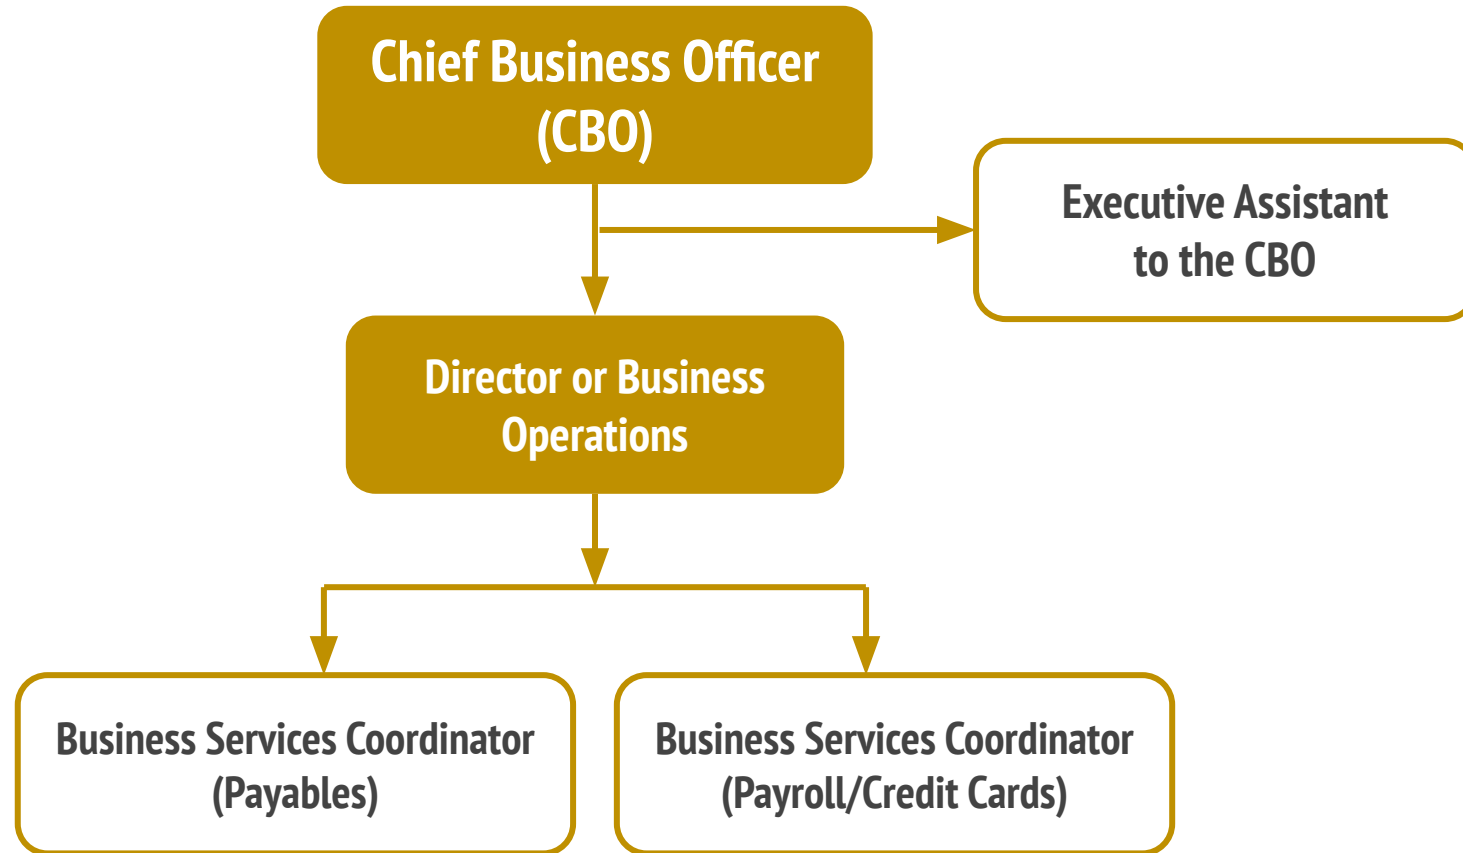 Chief Business Officer
(CBO)
Executive Assistant
to the CBO
Director or Business
Operations
Business Services Coordinator
(Payables)
Business Services Coordinator
(Payroll/Credit Cards)